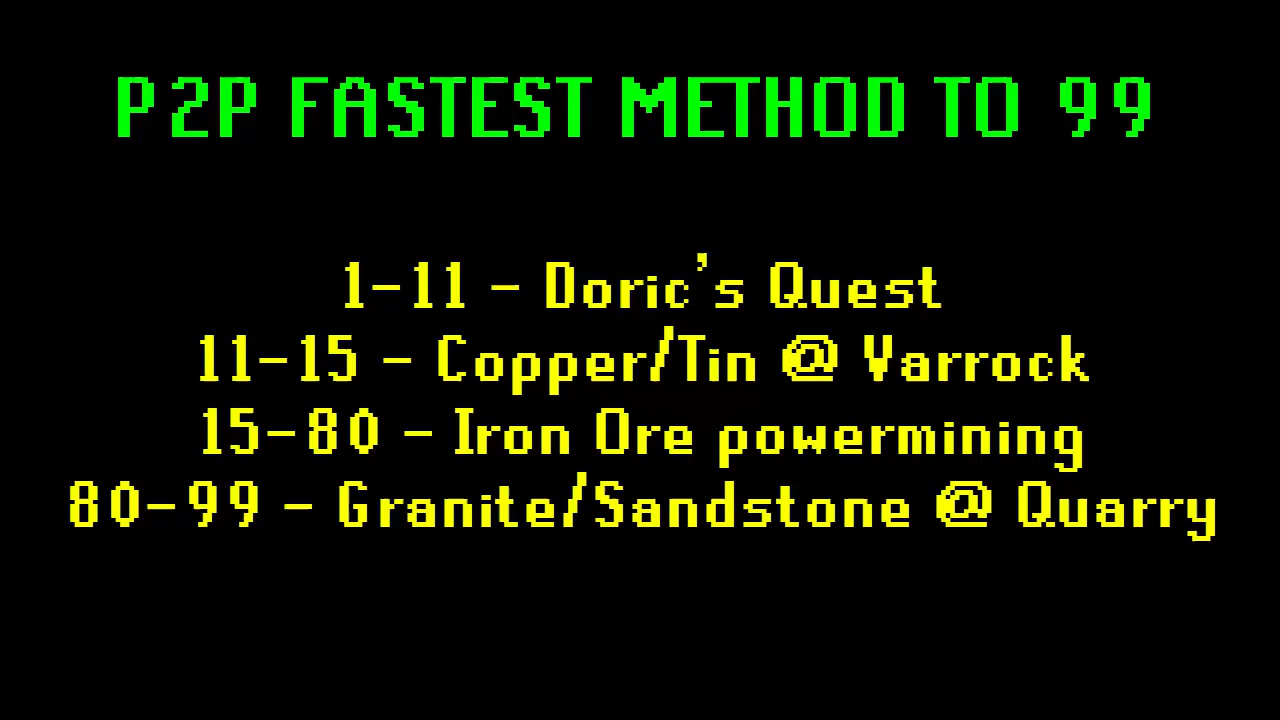 P2P FASTEST METHOD TO 99
1-11 - Doric's Quest
11-15 - Copper/Tin @ Varrock
15-80 - Iron Ore powermining
80-99 - Granite/Sandstone @ Quarry